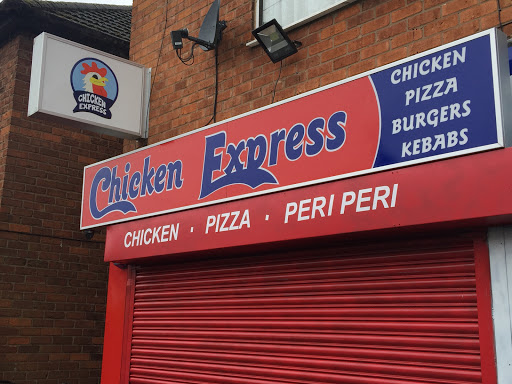 CHICKEN
EXPRESS
Chicken Express
CHICKEN
PIZZA
BURGERS
KEBABS
CHICKEN · PIZZA · PERI PERI